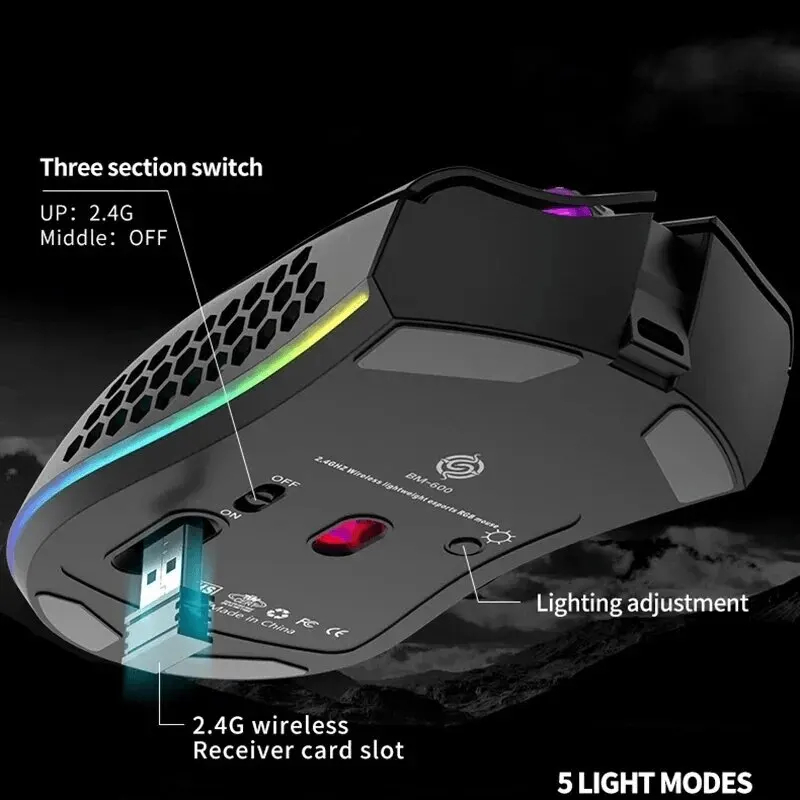 Three section switch
UP: 2.4G
Middle: OFF
OFF
ON
BM-600
2.4GHZ Wireless lightweight esports RGB mouse
Made in China
FC CE
Lighting adjustment
2.4G wireless
Receiver card slot
5 LIGHT MODES